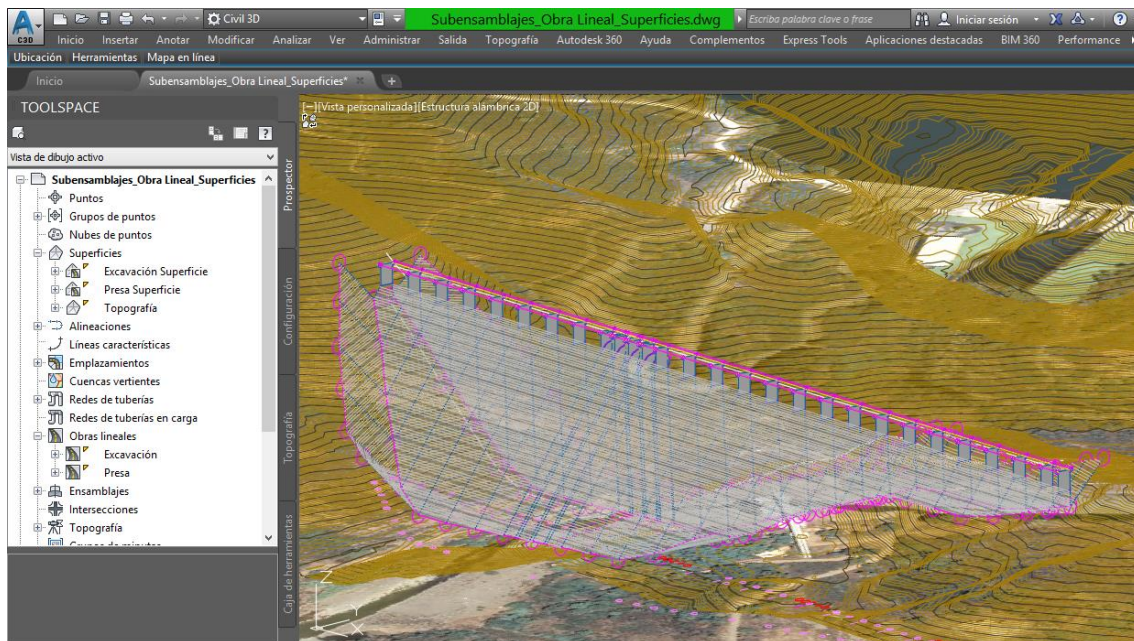 Civil 3D
Subensamblajes_Obra Lineal_Superficies.dwg
Escriba palabra clave o frase
Iniciar sesión
C3D
Inicio Insertar Anotar Modificar Analizar Ver Administrar Salida Topografía Autodesk 360 Ayuda Complementos Express Tools Aplicaciones destacadas BIM 360 Performance
Ubicación Herramientas Mapa en línea
Inicio Subensamblajes_Obra Lineal_Superficies*
TOOLSPACE
[−][Vista personalizada][Estructura alámbrica 2D]
Vista de dibujo activo
Subensamblajes_Obra Lineal_Superficies
Puntos
Grupos de puntos
Nubes de puntos
Superficies
Excavación Superficie
Presa Superficie
Topografía
Alineaciones
Líneas características
Emplazamientos
Cuencas vertientes
Redes de tuberías
Redes de tuberías en carga
Obras lineales
Excavación
Presa
Ensamblajes
Intersecciones
Topografía
Prospector
Configuración
Topografía
Caja de herramientas
Z
Y
X